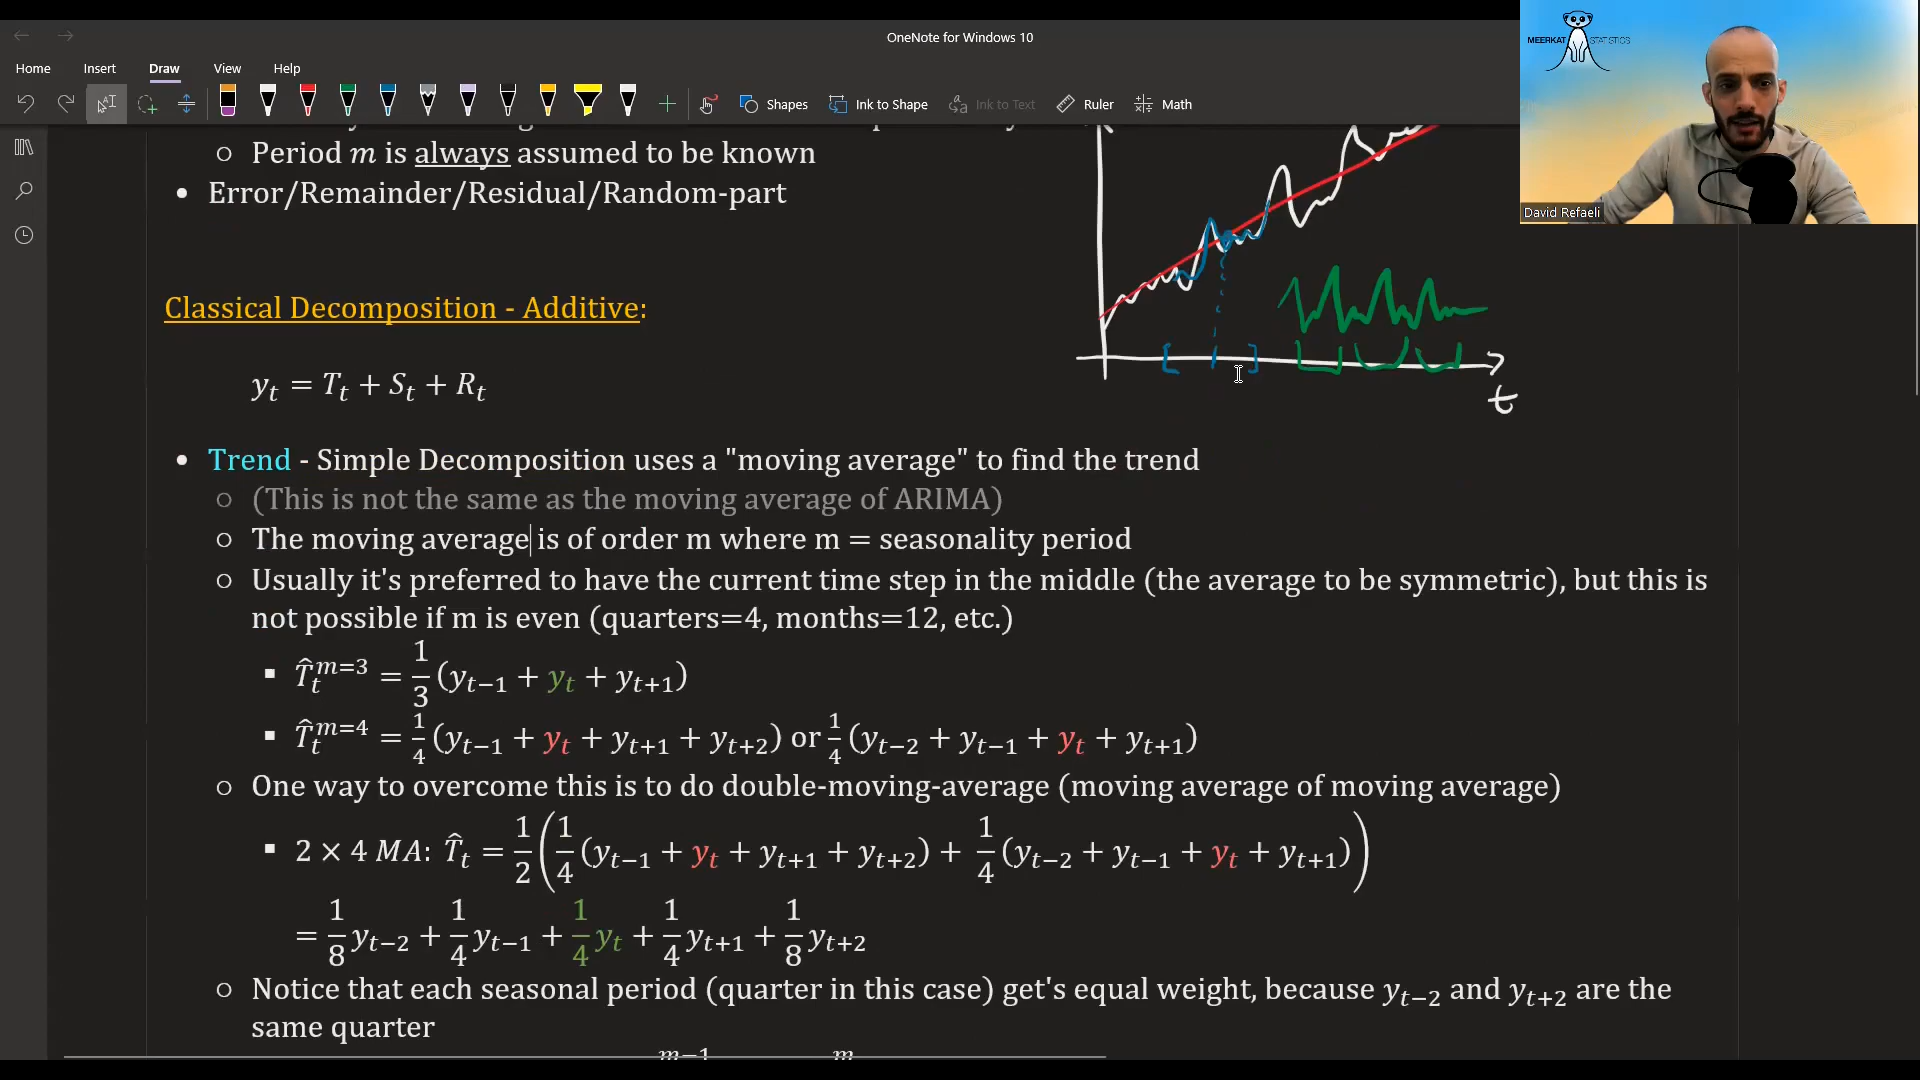 OneNote for Windows 10
MEERKAT STATISTICS
Home Insert Draw View Help
Shapes Ink to Shape Ink to Text Ruler Math
Period m is always assumed to be known
Error/Remainder/Residual/Random-part
David Refaeli
Classical Decomposition - Additive:
y_t = T_t + S_t + R_t
t
Trend - Simple Decomposition uses a "moving average" to find the trend
(This is not the same as the moving average of ARIMA)
The moving average is of order m where m = seasonality period
Usually it's preferred to have the current time step in the middle (the average to be symmetric), but this is
not possible if m is even (quarters=4, months=12, etc.)
T̂_t^{m=3} = 1/3 (y_{t−1} + y_t + y_{t+1})
T̂_t^{m=4} = 1/4 (y_{t−1} + y_t + y_{t+1} + y_{t+2}) or 1/4 (y_{t−2} + y_{t−1} + y_t + y_{t+1})
One way to overcome this is to do double-moving-average (moving average of moving average)
2 × 4 MA: T̂_t = 1/2 (1/4 (y_{t−1} + y_t + y_{t+1} + y_{t+2}) + 1/4 (y_{t−2} + y_{t−1} + y_t + y_{t+1}))
= 1/8 y_{t−2} + 1/4 y_{t−1} + 1/4 y_t + 1/4 y_{t+1} + 1/8 y_{t+2}
Notice that each seasonal period (quarter in this case) get's equal weight, because y_{t−2} and y_{t+2} are the
same quarter
m−1 m